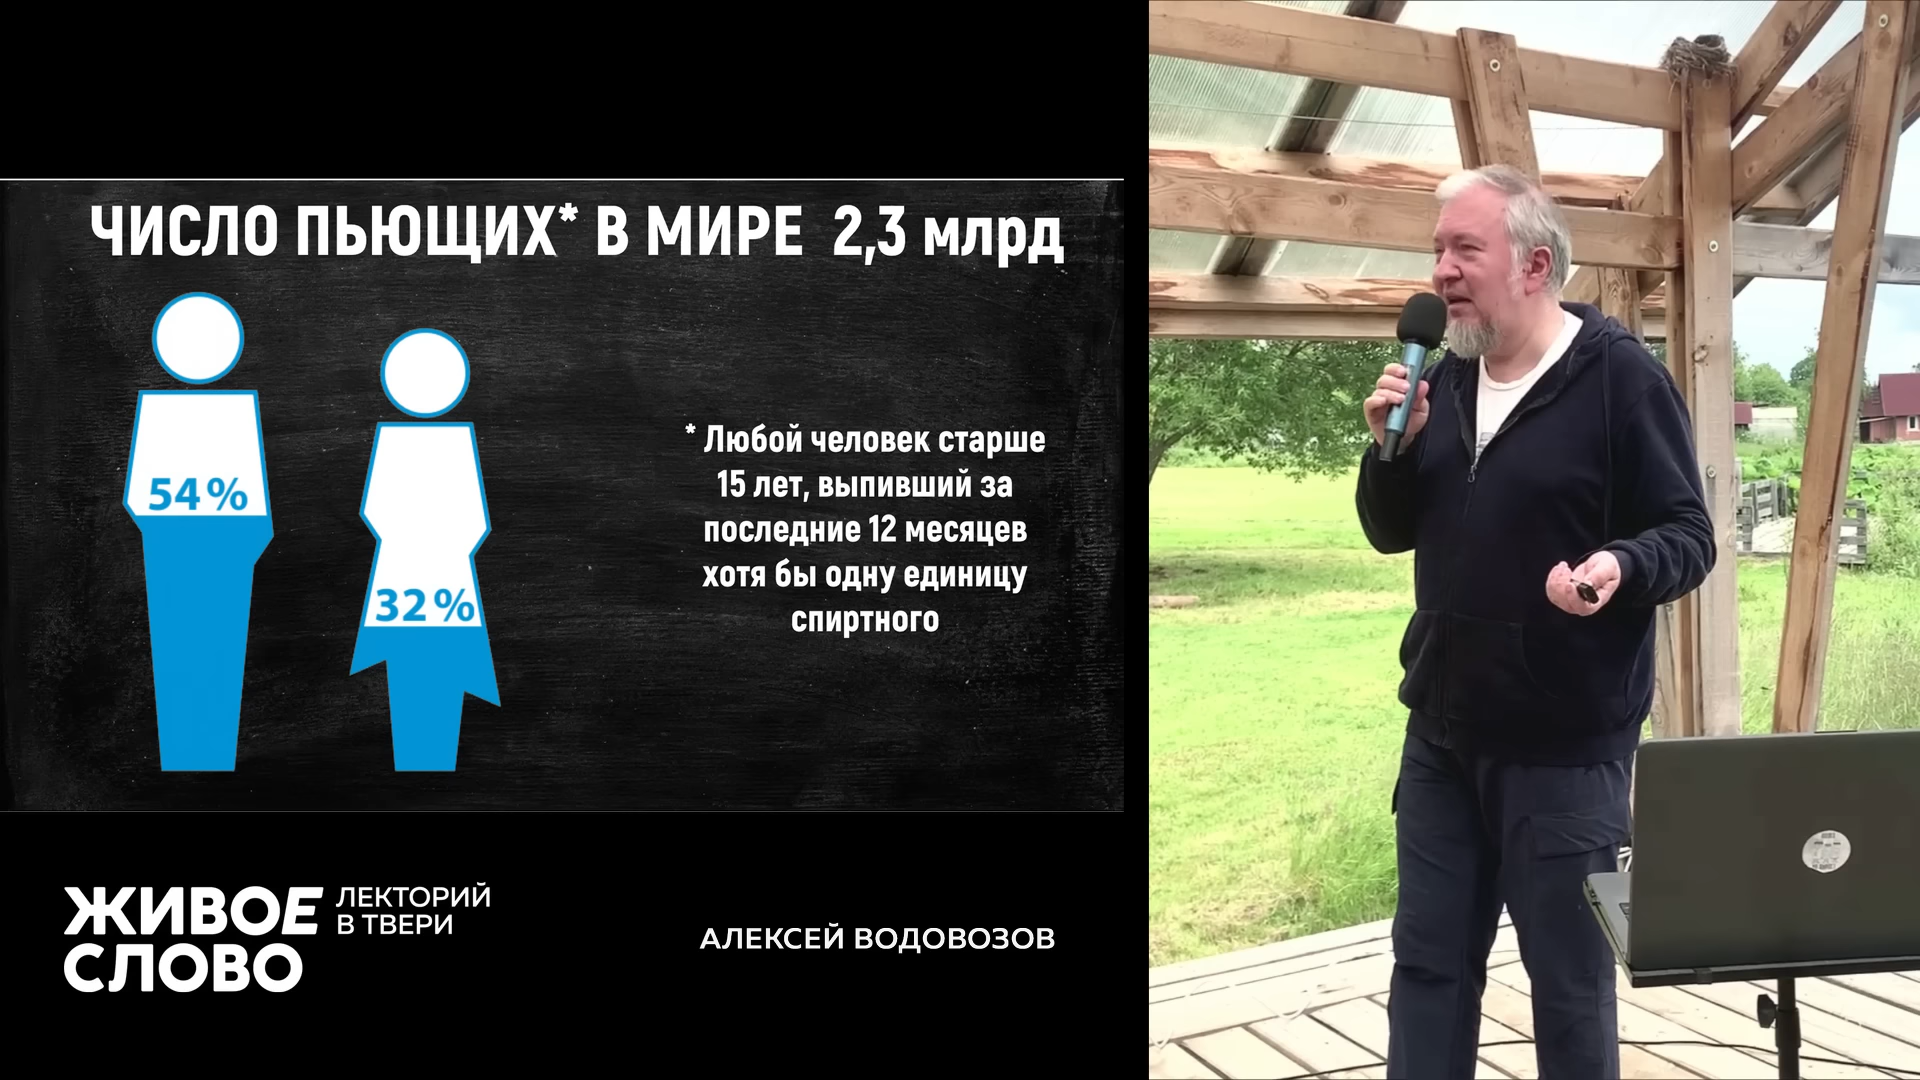 ЧИСЛО ПЬЮЩИХ* В МИРЕ 2,3 млрд
54%
32%
* Любой человек старше
15 лет, выпивший за
последние 12 месяцев
хотя бы одну единицу
спиртного
ЖИВОЕ
СЛОВО
ЛЕКТОРИЙ
В ТВЕРИ
АЛЕКСЕЙ ВОДОВОЗОВ